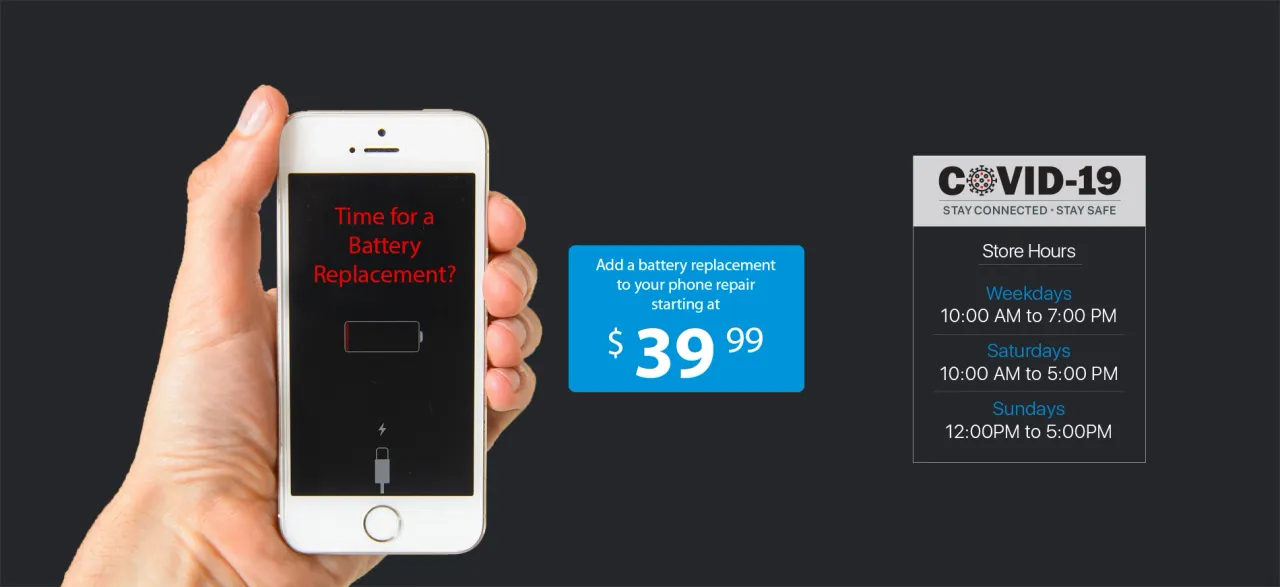 Time for a
Battery
Replacement?
Add a battery replacement
to your phone repair
starting at
$ 39 99
COVID-19
STAY CONNECTED • STAY SAFE
Store Hours
Weekdays
10:00 AM to 7:00 PM
Saturdays
10:00 AM to 5:00 PM
Sundays
12:00PM to 5:00PM